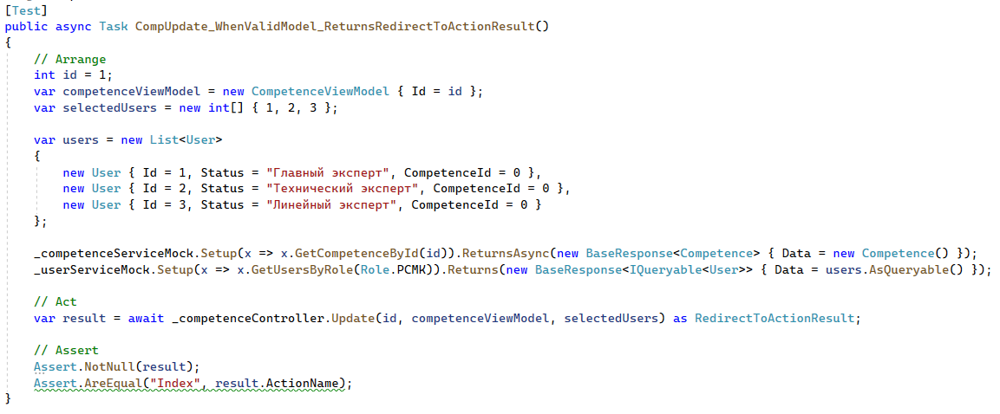 [Test]
public async Task CompUpdate_WhenValidModel_ReturnsRedirectToActionResult()
{
    // Arrange
    int id = 1;
    var competenceViewModel = new CompetenceViewModel { Id = id };
    var selectedUsers = new int[] { 1, 2, 3 };

    var users = new List<User>
    {
        new User { Id = 1, Status = "Главный эксперт", CompetenceId = 0 },
        new User { Id = 2, Status = "Технический эксперт", CompetenceId = 0 },
        new User { Id = 3, Status = "Линейный эксперт", CompetenceId = 0 }
    };

    _competenceServiceMock.Setup(x => x.GetCompetenceById(id)).ReturnsAsync(new BaseResponse<Competence> { Data = new Competence() });
    _userServiceMock.Setup(x => x.GetUsersByRole(Role.РСМК)).Returns(new BaseResponse<IQueryable<User>> { Data = users.AsQueryable() });

    // Act
    var result = await _competenceController.Update(id, competenceViewModel, selectedUsers) as RedirectToActionResult;

    // Assert
    Assert.NotNull(result);
    Assert.AreEqual("Index", result.ActionName);
}